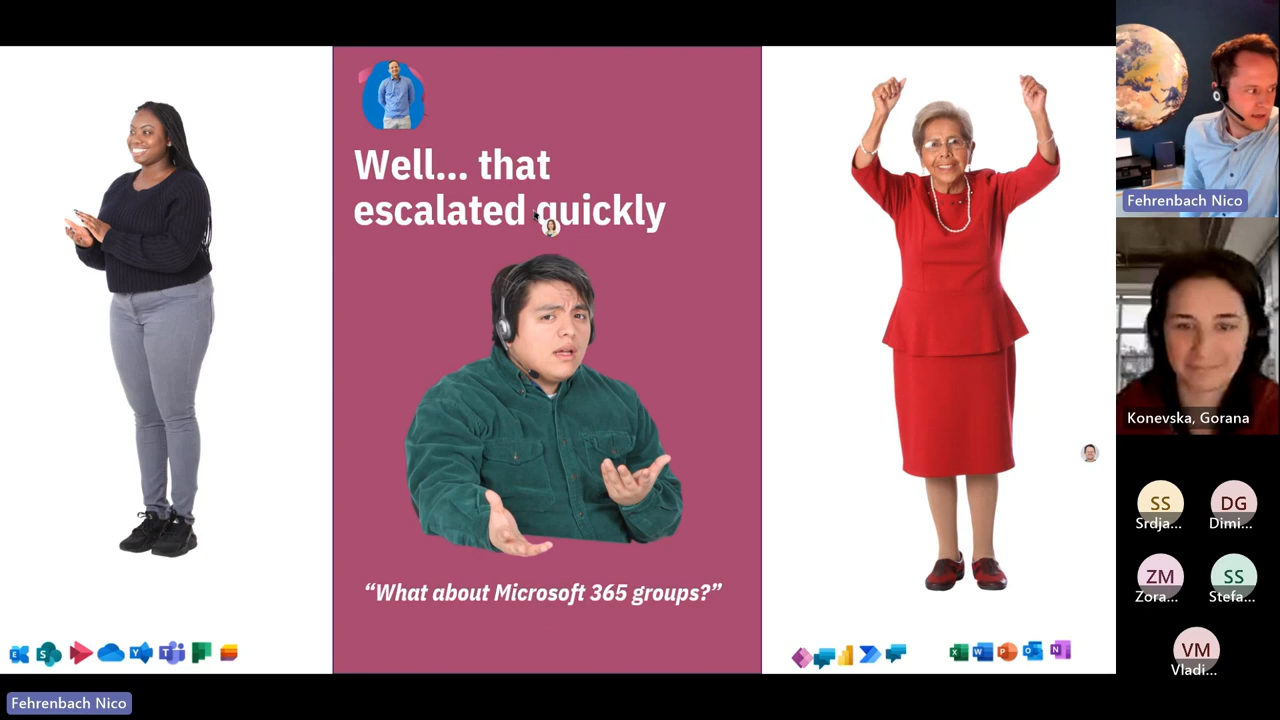 Well... that
escalated quickly
“What about Microsoft 365 groups?”
E
S
Y
T
P
X
W
P
O
N
Fehrenbach Nico
Konevska, Gorana
SS
Srdja...
DG
Dimi...
ZM
Zora...
SS
Stefa...
VM
Vladi...
Fehrenbach Nico